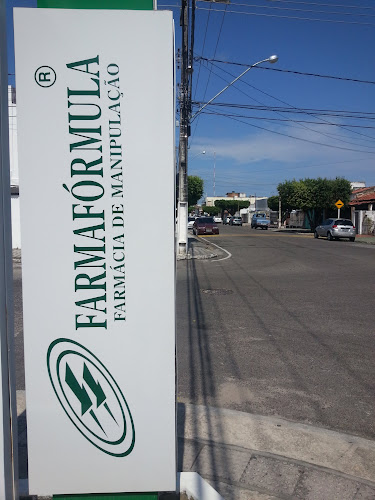 FARMAFÓRMULA ®
FARMÁCIA DE MANIPULAÇÃO